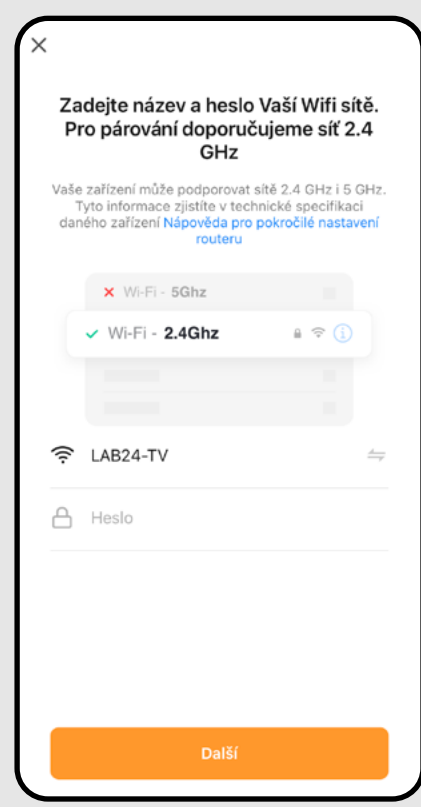 Zadejte název a heslo Vaší Wifi sítě.
Pro párování doporučujeme síť 2.4
GHz
Vaše zařízení může podporovat sítě 2.4 GHz i 5 GHz.
Tyto informace zjistíte v technické specifikaci
daného zařízení Nápověda pro pokročilé nastavení
routeru
Wi-Fi - 5Ghz
Wi-Fi - 2.4Ghz
LAB24-TV
Heslo
Další